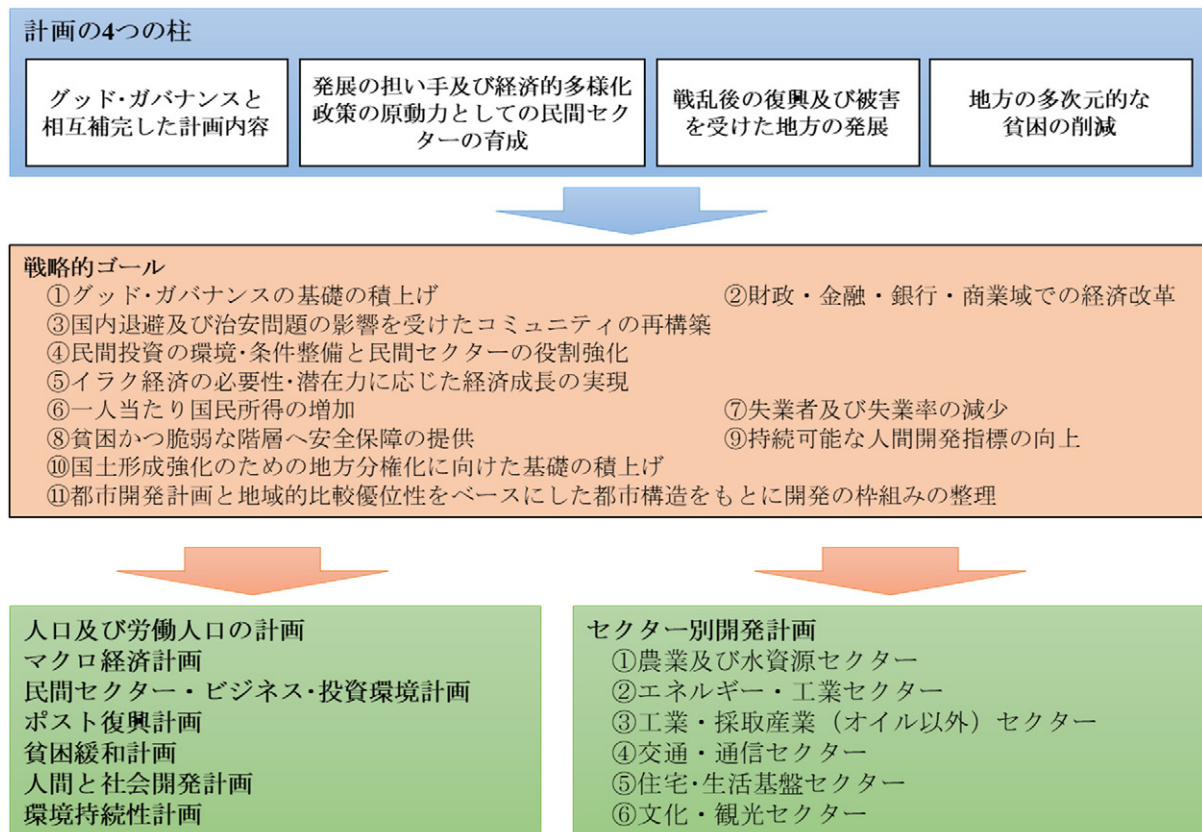 計画の4つの柱
グッド・ガバナンスと
相互補完した計画内容
発展の担い手及び経済的多様化
政策の原動力としての民間セク
ターの育成
戦乱後の復興及び被害
を受けた地方の発展
地方の多次元的な
貧困の削減
戦略的ゴール
①グッド・ガバナンスの基礎の積上げ
②財政・金融・銀行・商業域での経済改革
③国内退避及び治安問題の影響を受けたコミュニティの再構築
④民間投資の環境・条件整備と民間セクターの役割強化
⑤イラク経済の必要性・潜在力に応じた経済成長の実現
⑥一人当たり国民所得の増加
⑦失業者及び失業率の減少
⑧貧困かつ脆弱な階層へ安全保障の提供
⑨持続可能な人間開発指標の向上
⑩国土形成強化のための地方分権化に向けた基礎の積上げ
⑪都市開発計画と地域的比較優位性をベースにした都市構造をもとに開発の枠組みの整理
人口及び労働人口の計画
マクロ経済計画
民間セクター・ビジネス・投資環境計画
ポスト復興計画
貧困緩和計画
人間と社会開発計画
環境持続性計画
セクター別開発計画
①農業及び水資源セクター
②エネルギー・工業セクター
③工業・採取産業（オイル以外）セクター
④交通・通信セクター
⑤住宅・生活基盤セクター
⑥文化・観光セクター